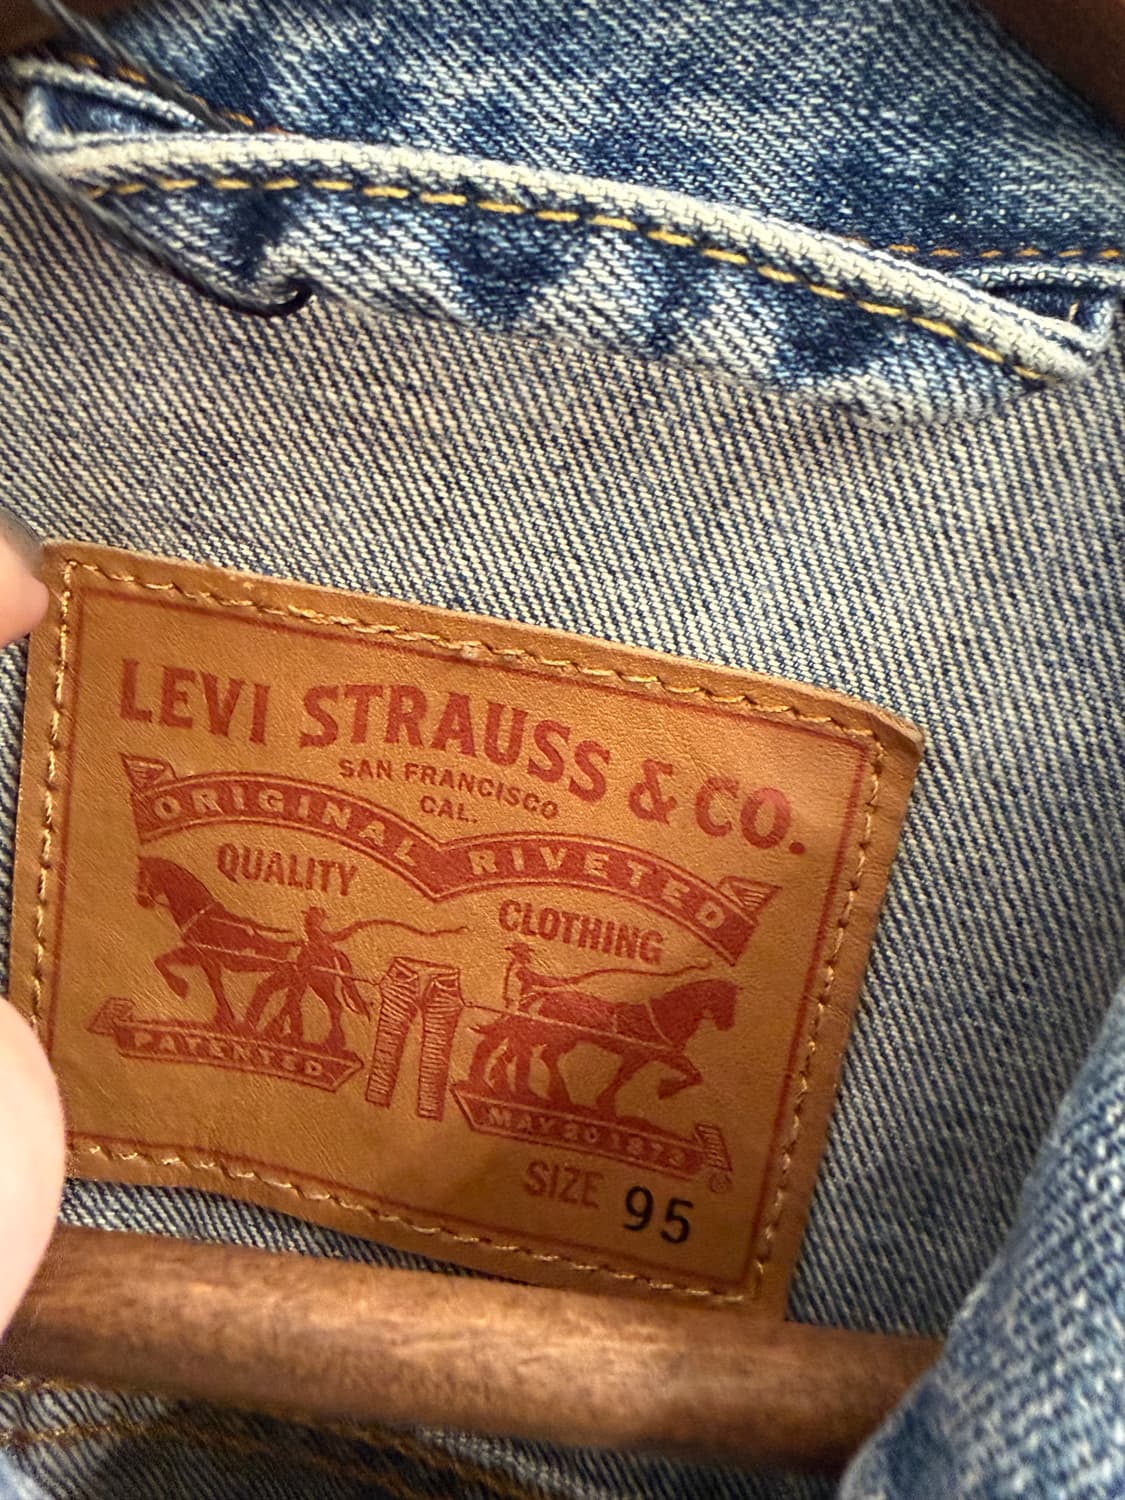 LEVI STRAUSS & CO.
SAN FRANCISCO
CAL.
ORIGINAL RIVETED
QUALITY
CLOTHING
PATENTED
MAY 20 1873
SIZE 95